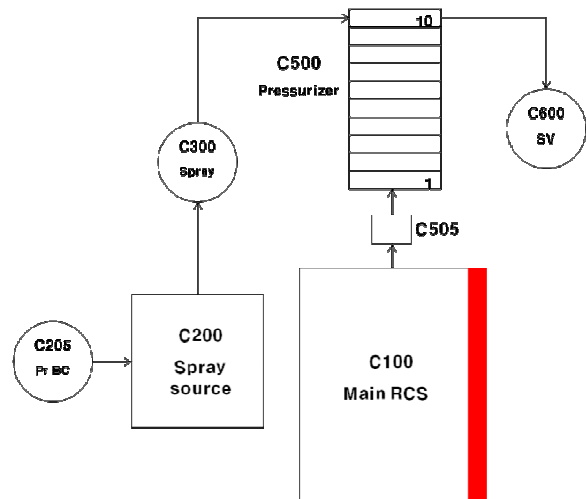 10
C500
Pressurizer
C600
SV
C300
Spray
1
C505
C200
Spray
source
C205
Pr BC
C100
Main RCS